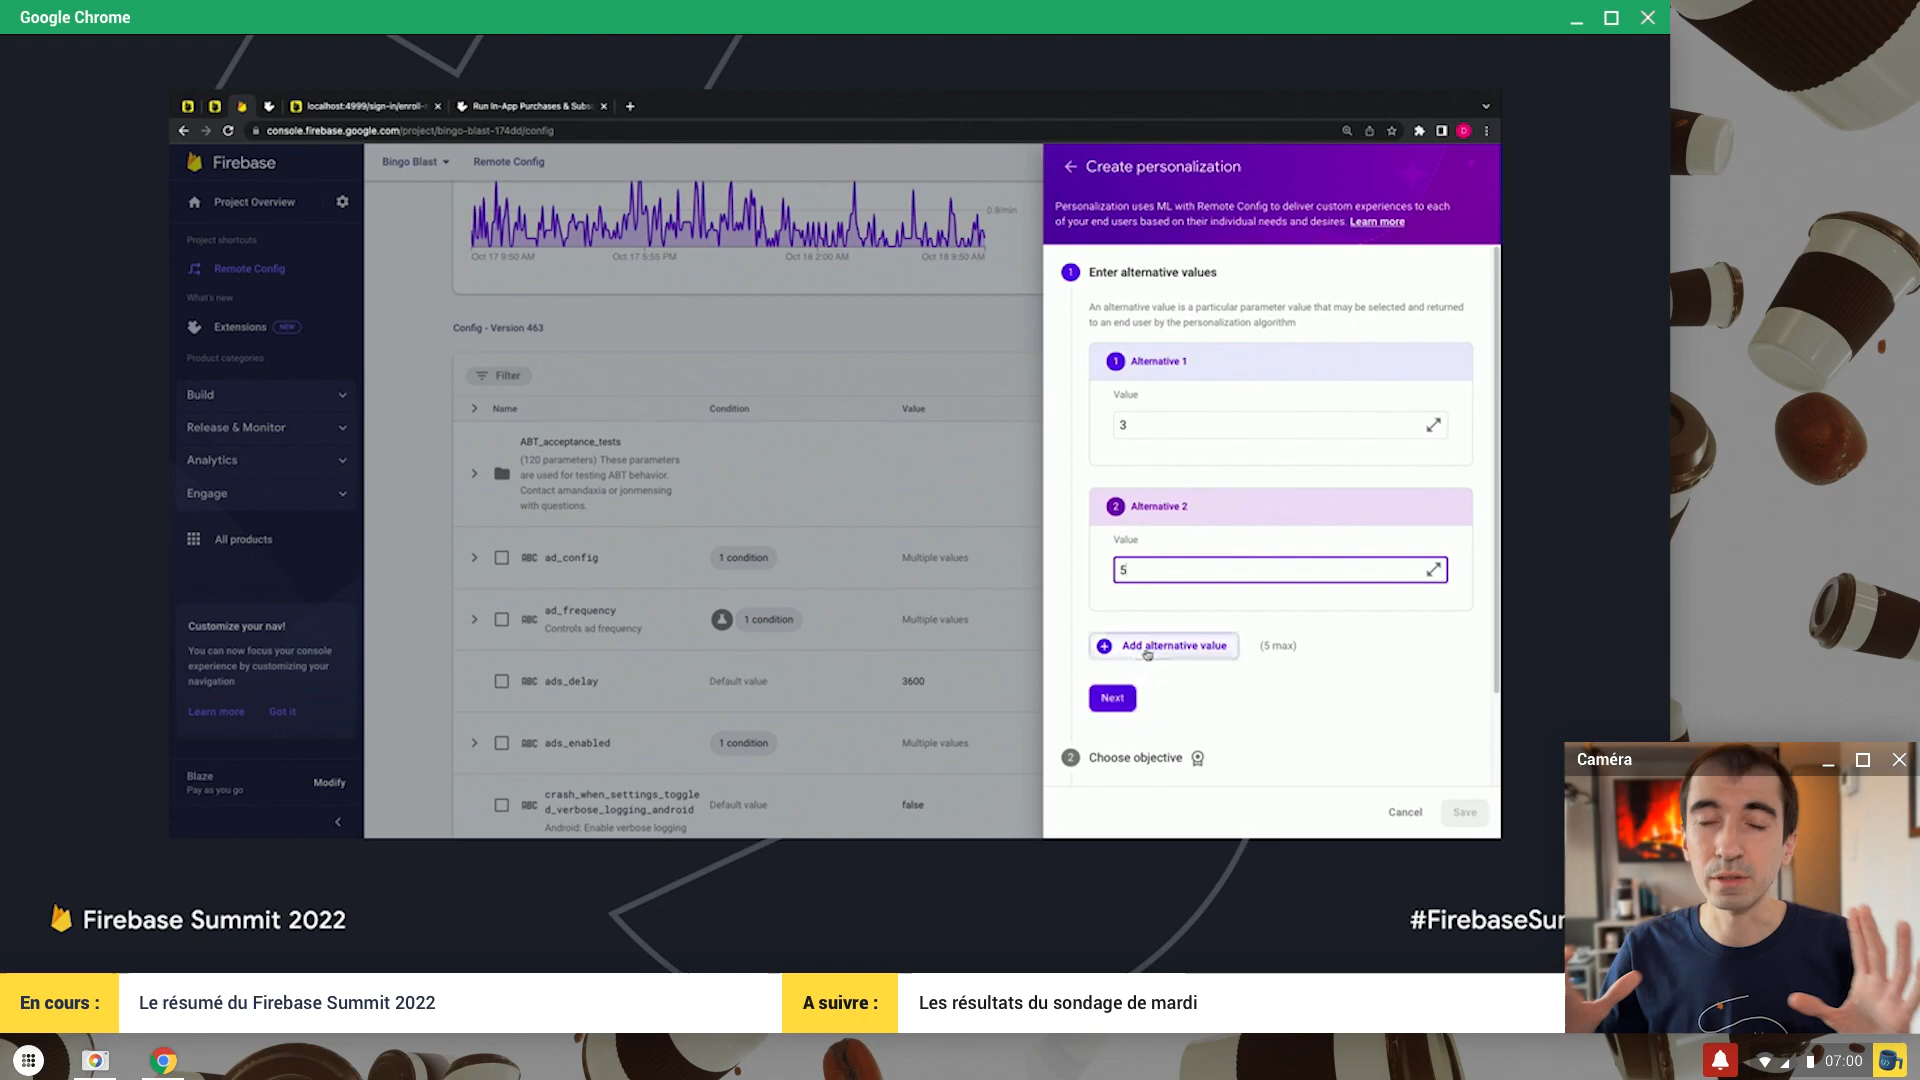 Google Chrome
localhost:4999/sign-in/enroll-
Run In-App Purchases & Subs
console.firebase.google.com/project/bingo-blast-174dd/config
D
Firebase
Project Overview
Project shortcuts
Remote Config
What's new
Extensions NEW
Product categories
Build
Release & Monitor
Analytics
Engage
All products
Customize your nav!
You can now focus your console
experience by customizing your
navigation
Learn more Got it
Blaze
Pay as you go
Modify
Bingo Blast Remote Config
0.9/min
Oct 17 9:50 AM Oct 17 5:55 PM Oct 18 2:00 AM Oct 18 9:50 AM
Config - Version 463
Filter
Name Condition Value
ABT_acceptance_tests
(120 parameters) These parameters
are used for testing ABT behavior.
Contact amandaxia or jonmensing
with questions.
ABC ad_config 1 condition Multiple values
ABC ad_frequency 1 condition Multiple values
Controls ad frequency
ABC ads_delay Default value 3600
ABC ads_enabled 1 condition Multiple values
ABC crash_when_settings_toggle
d_verbose_logging_android Default value false
Android: Enable verbose logging
Create personalization
Personalization uses ML with Remote Config to deliver custom experiences to each
of your end users based on their individual needs and desires. Learn more
1 Enter alternative values
An alternative value is a particular parameter value that may be selected and returned
to an end user by the personalization algorithm
1 Alternative 1
Value
3
2 Alternative 2
Value
5
Add alternative value (5 max)
Next
2 Choose objective
Cancel Save
Firebase Summit 2022
#FirebaseSum
Caméra
En cours : Le résumé du Firebase Summit 2022
A suivre : Les résultats du sondage de mardi
07:00